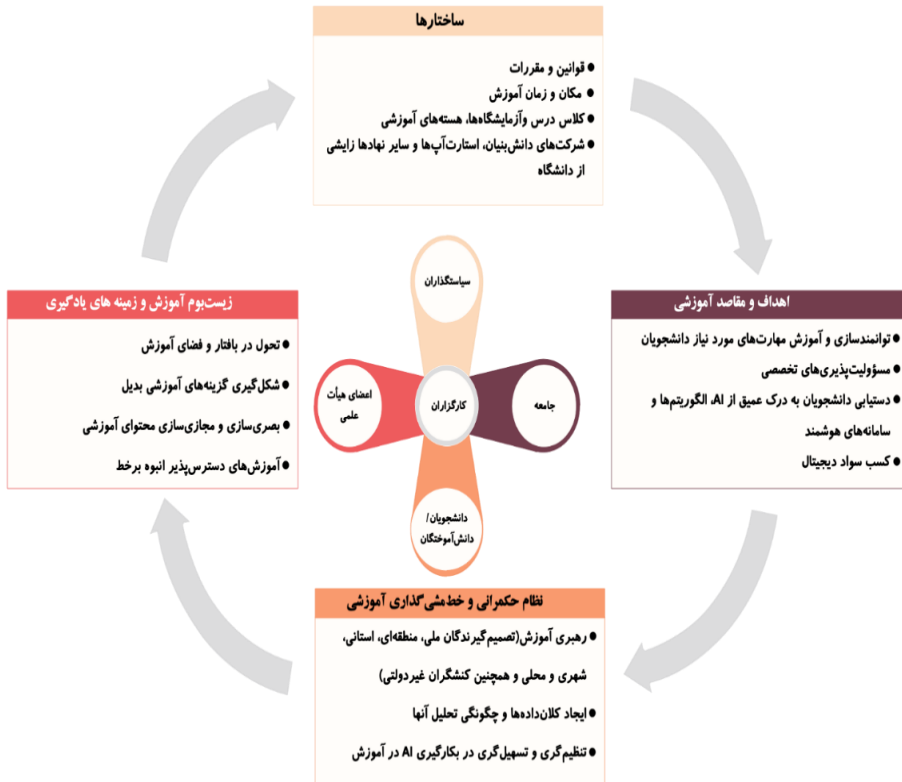 ساختارها
● قوانین و مقررات
● مکان و زمان آموزش
● کلاس درس وآزمایشگاه‌ها، هسته‌های آموزشی
● شرکت‌های دانش‌بنیان، استارت‌آپ‌ها و سایر نهادها زایشی
از دانشگاه
اهداف و مقاصد آموزشی
● توانمندسازی و آموزش مهارت‌های مورد نیاز دانشجویان
● مسؤولیت‌پذیری‌های تخصصی
● دستیابی دانشجویان به درک عمیق از AI، الگوریتم‌ها و
سامانه‌های هوشمند
● کسب سواد دیجیتال
نظام حکمرانی و خط‌مشی‌گذاری آموزشی
● رهبری آموزش(تصمیم‌گیرندگان ملی، منطقه‌ای، استانی،
شهری و محلی و همچنین کنشگران غیردولتی)
● ایجاد کلان‌داده‌ها و چگونگی تحلیل آنها
● تنظیم‌گری و تسهیل‌گری در بکارگیری AI در آموزش
زیست‌بوم آموزش و زمینه های یادگیری
● تحول در بافتار و فضای آموزش
● شکل‌گیری گزینه‌های آموزشی بدیل
● بصری‌سازی و مجازی‌سازی محتوای آموزشی
● آموزش‌های دسترس‌پذیر انبوه برخط
سیاستگذاران
جامعه
کارگزاران
اعضای هیأت
علمی
دانشجویان/
دانش‌آموختگان